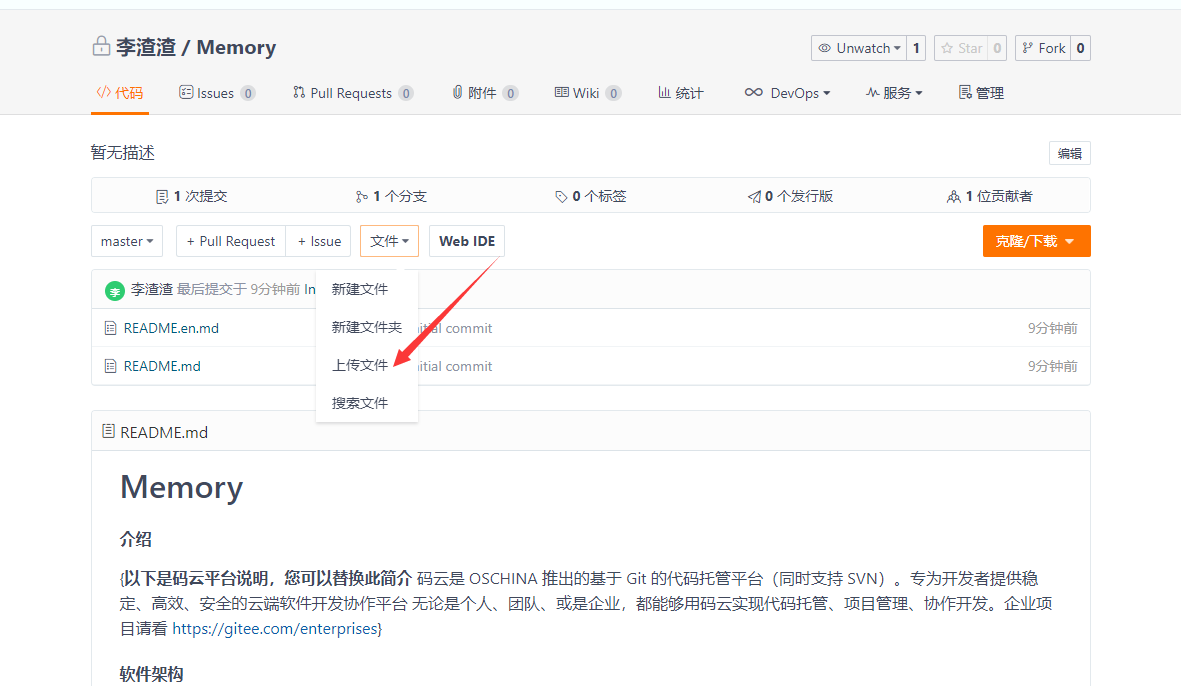 李渣渣 / Memory
Unwatch 1 Star 0 Fork 0
代码 Issues 0 Pull Requests 0 附件 0 Wiki 0 统计 DevOps 服务 管理
暂无描述 编辑
1 次提交 1 个分支 0 个标签 0 个发行版 1 位贡献者
master + Pull Request + Issue 文件 Web IDE 克隆/下载
李 李渣渣 最后提交于 9分钟前 In
新建文件
README.en.md itial commit 9分钟前
新建文件夹
README.md nitial commit 9分钟前
上传文件
搜索文件
README.md
Memory
介绍
{以下是码云平台说明，您可以替换此简介 码云是 OSCHINA 推出的基于 Git 的代码托管平台（同时支持 SVN）。专为开发者提供稳
定、高效、安全的云端软件开发协作平台 无论是个人、团队、或是企业，都能够用码云实现代码托管、项目管理、协作开发。企业项
目请看 https://gitee.com/enterprises}
软件架构